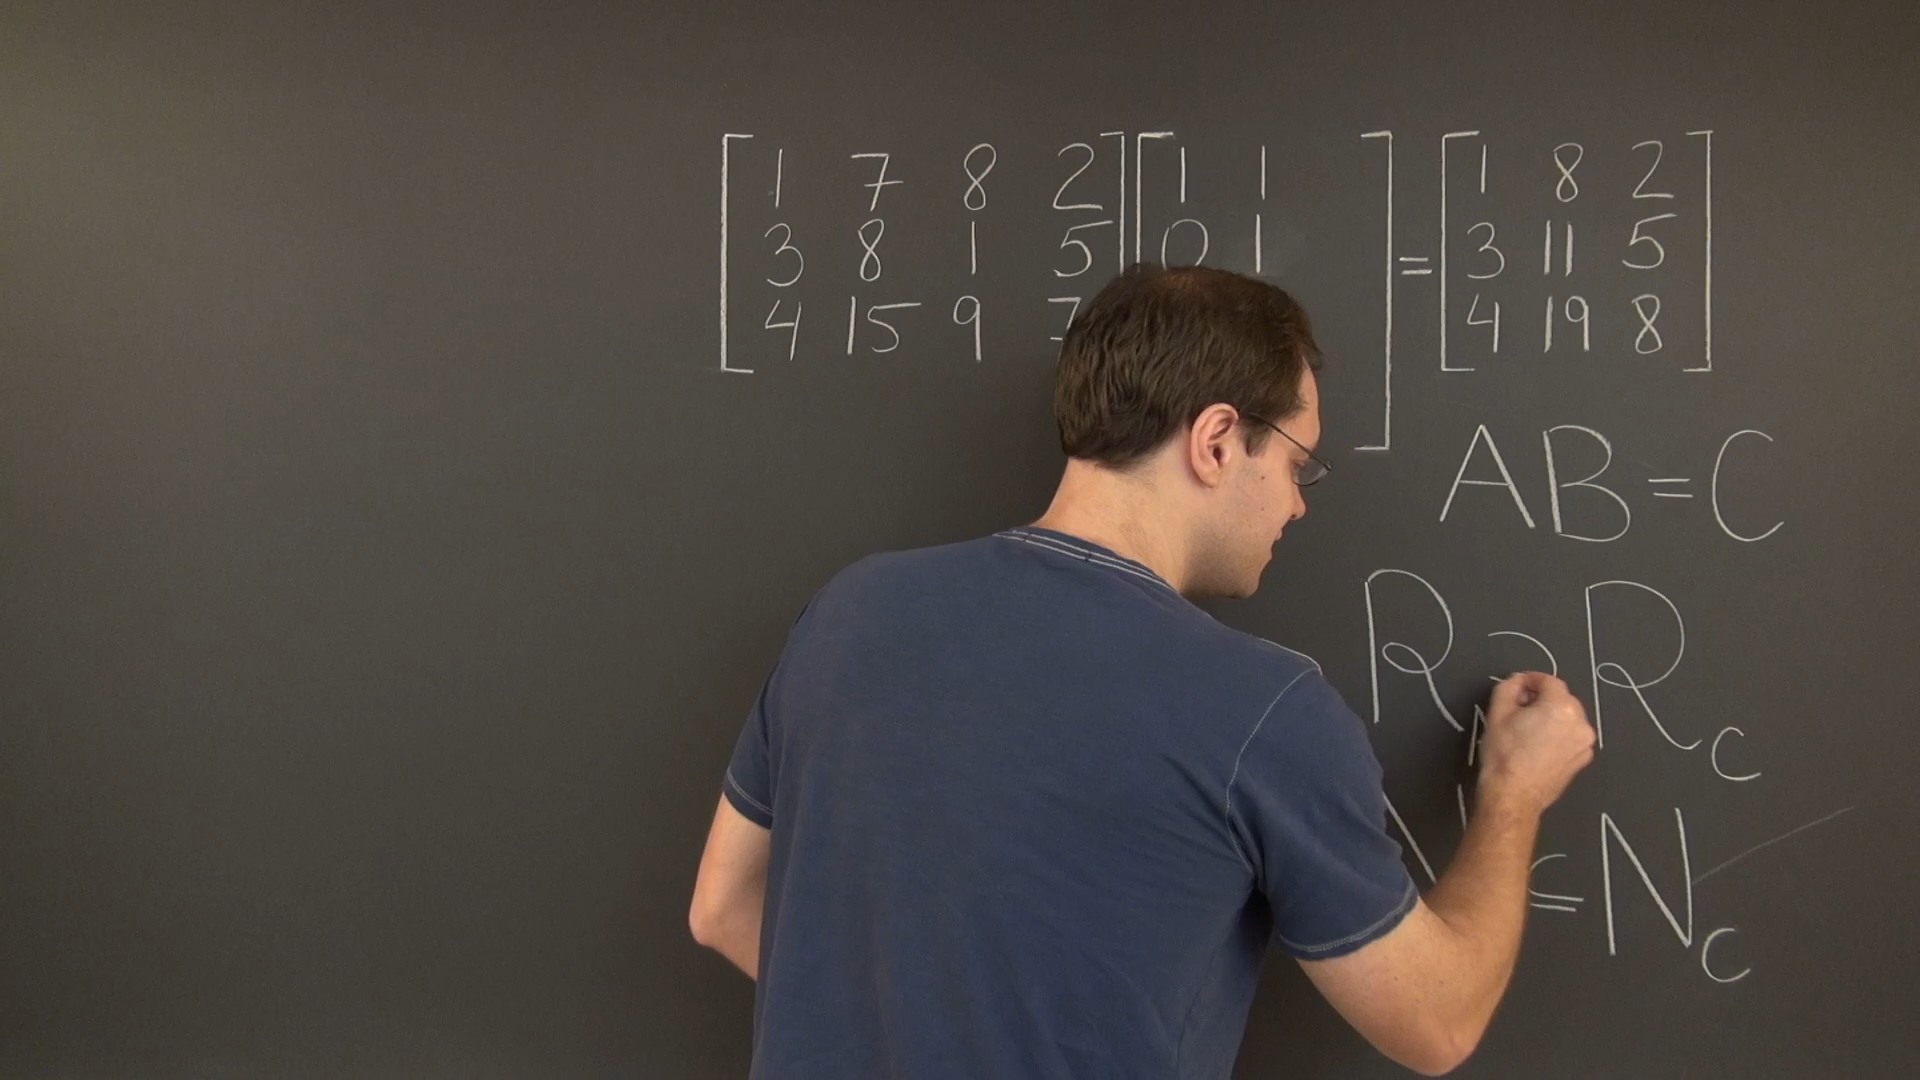 [1 7 8 2][1 1 ] = [1 8 2]
[3 8 1 5][0 1 ] [3 11 5]
[4 15 9 7 [4 19 8]
AB=C
R ⊇ R_C
⊆ N_C